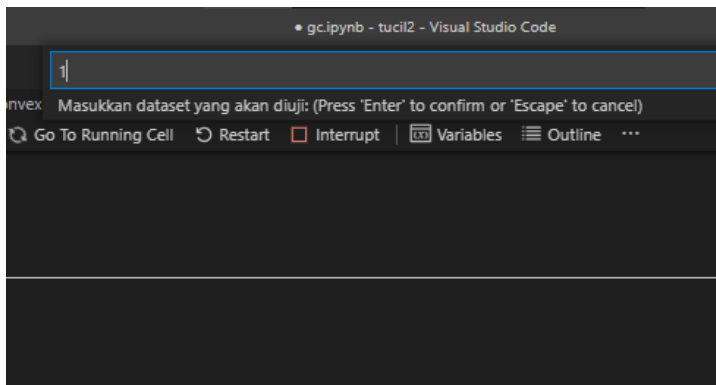 ● gc.ipynb - tucil2 - Visual Studio Code
1
nvex
Masukkan dataset yang akan diuji: (Press 'Enter' to confirm or 'Escape' to cancel)
Go To Running Cell Restart Interrupt Variables Outline ...